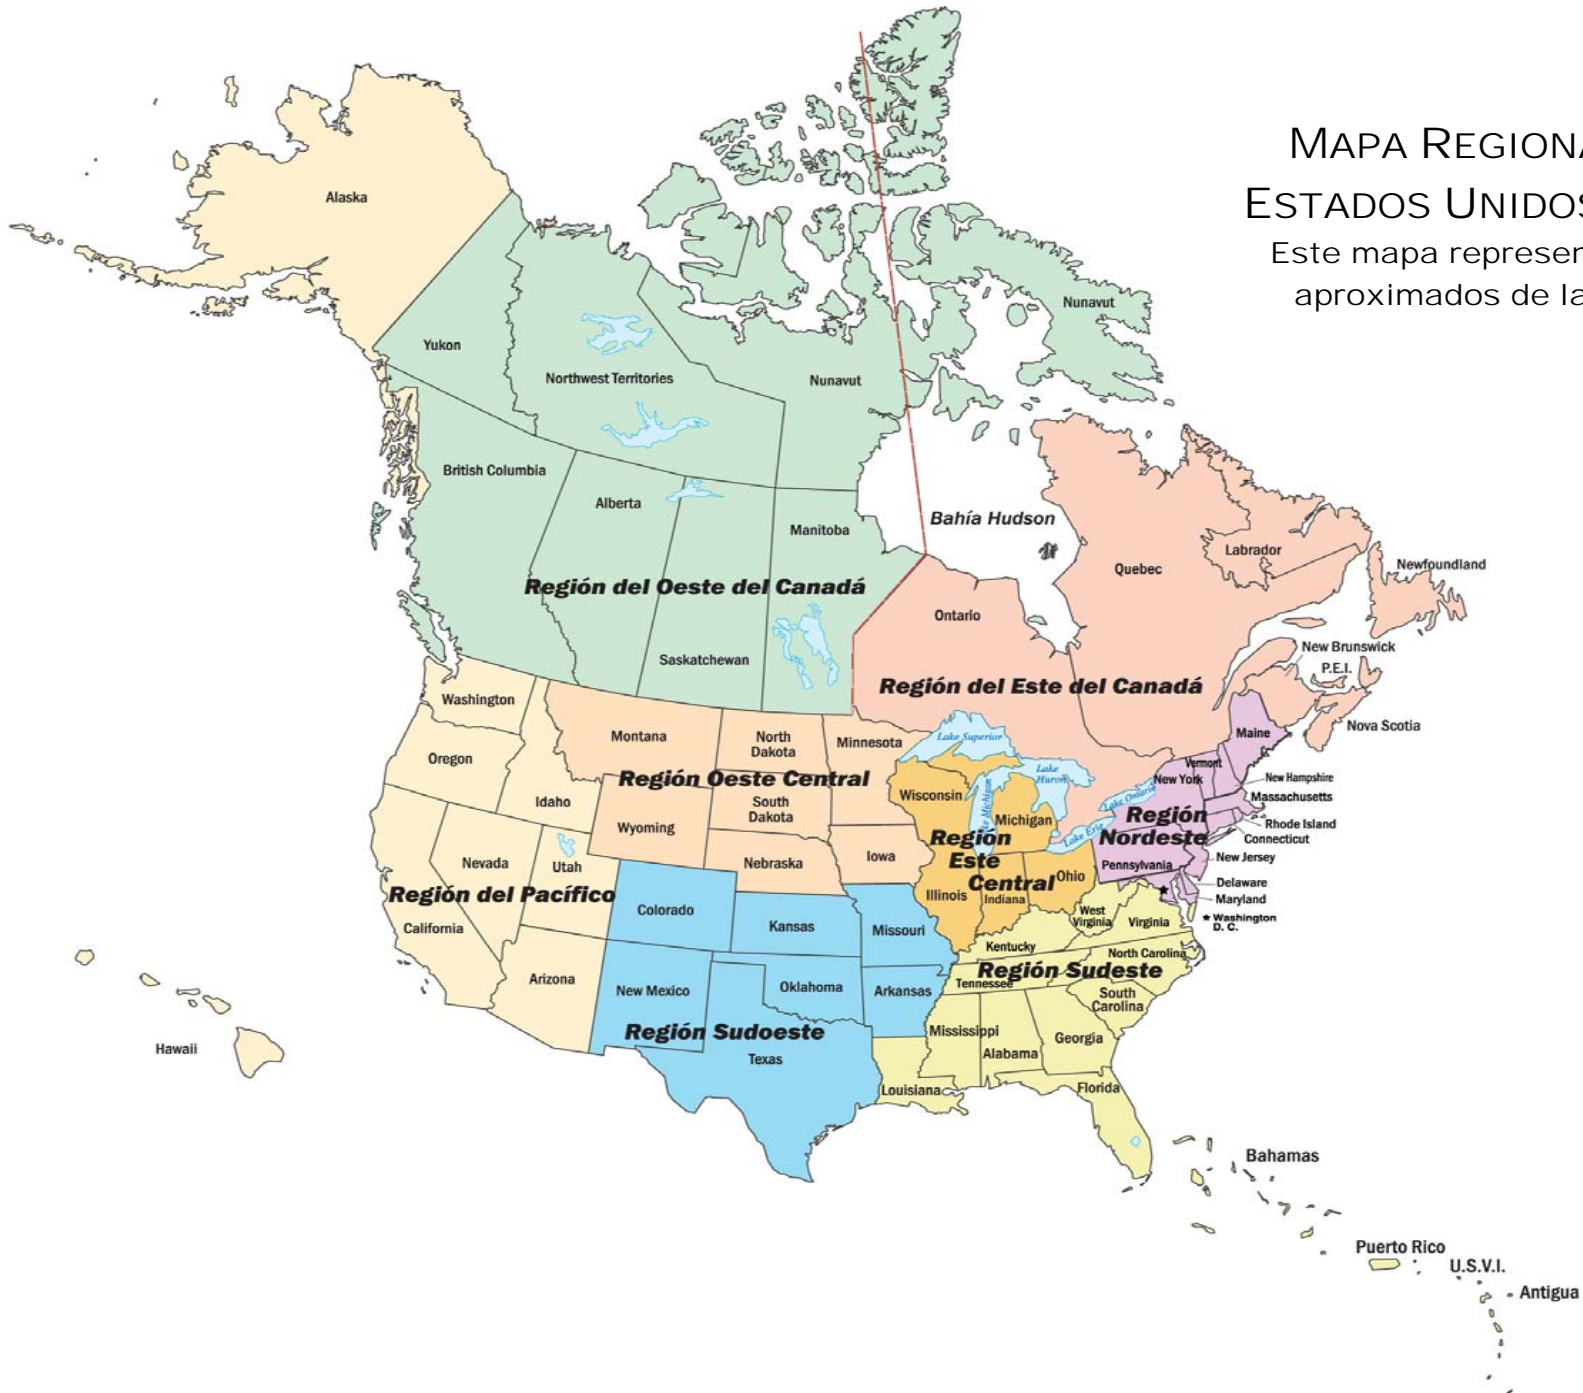 MAPA REGIONA
ESTADOS UNIDOS
Este mapa represen
aproximados de la
Alaska
Yukon
Northwest Territories
Nunavut
Nunavut
British Columbia
Alberta
Manitoba
Bahía Hudson
Labrador
Quebec
Newfoundland
Región del Oeste del Canadá
Ontario
Saskatchewan
New Brunswick
P.E.I.
Región del Este del Canadá
Nova Scotia
Washington
Montana
North
Dakota
Minnesota
Lake Superior
Maine
Oregon
Vermont
Lake
Huron
New York
New Hampshire
Región Oeste Central
Idaho
South
Dakota
Wisconsin
Lake Michigan
Lake Ontario
Massachusetts
Wyoming
Michigan
Región
Nordeste
Rhode Island
Connecticut
Lake Erie
Región
Este
Central
Nevada
Utah
Nebraska
Iowa
Pennsylvania
New Jersey
Ohio
Delaware
Región del Pacífico
Illinois
Indiana
Maryland
Colorado
West
Virginia
Virginia
Washington
D. C.
California
Kansas
Missouri
Kentucky
North Carolina
Región Sudeste
Arizona
New Mexico
Oklahoma
Arkansas
Tennessee
South
Carolina
Región Sudoeste
Mississippi
Alabama
Georgia
Hawaii
Texas
Louisiana
Florida
Bahamas
Puerto Rico
U.S.V.I.
Antigua